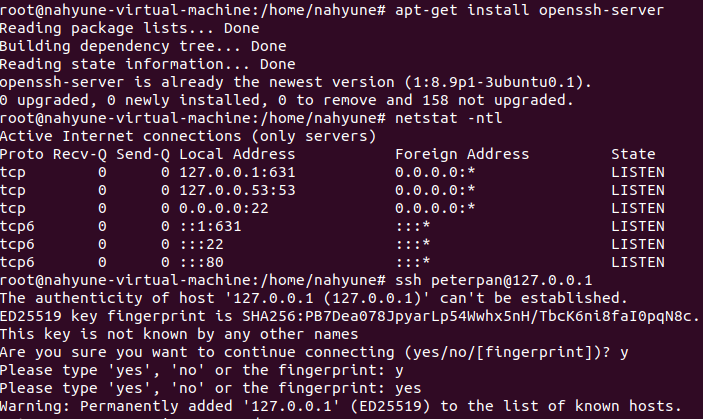 root@nahyune-virtual-machine:/home/nahyune# apt-get install openssh-server
Reading package lists... Done
Building dependency tree... Done
Reading state information... Done
openssh-server is already the newest version (1:8.9p1-3ubuntu0.1).
0 upgraded, 0 newly installed, 0 to remove and 158 not upgraded.
root@nahyune-virtual-machine:/home/nahyune# netstat -ntl
Active Internet connections (only servers)
Proto Recv-Q Send-Q Local Address           Foreign Address         State
tcp        0      0 127.0.0.1:631           0.0.0.0:*               LISTEN
tcp        0      0 127.0.0.53:53           0.0.0.0:*               LISTEN
tcp        0      0 0.0.0.0:22              0.0.0.0:*               LISTEN
tcp6       0      0 ::1:631                 :::*                    LISTEN
tcp6       0      0 :::22                   :::*                    LISTEN
tcp6       0      0 :::80                   :::*                    LISTEN
root@nahyune-virtual-machine:/home/nahyune# ssh peterpan@127.0.0.1
The authenticity of host '127.0.0.1 (127.0.0.1)' can't be established.
ED25519 key fingerprint is SHA256:PB7Dea078JpyarLp54Wwhx5nH/TbcK6ni8faI0pqN8c.
This key is not known by any other names
Are you sure you want to continue connecting (yes/no/[fingerprint])? y
Please type 'yes', 'no' or the fingerprint: y
Please type 'yes', 'no' or the fingerprint: yes
Warning: Permanently added '127.0.0.1' (ED25519) to the list of known hosts.